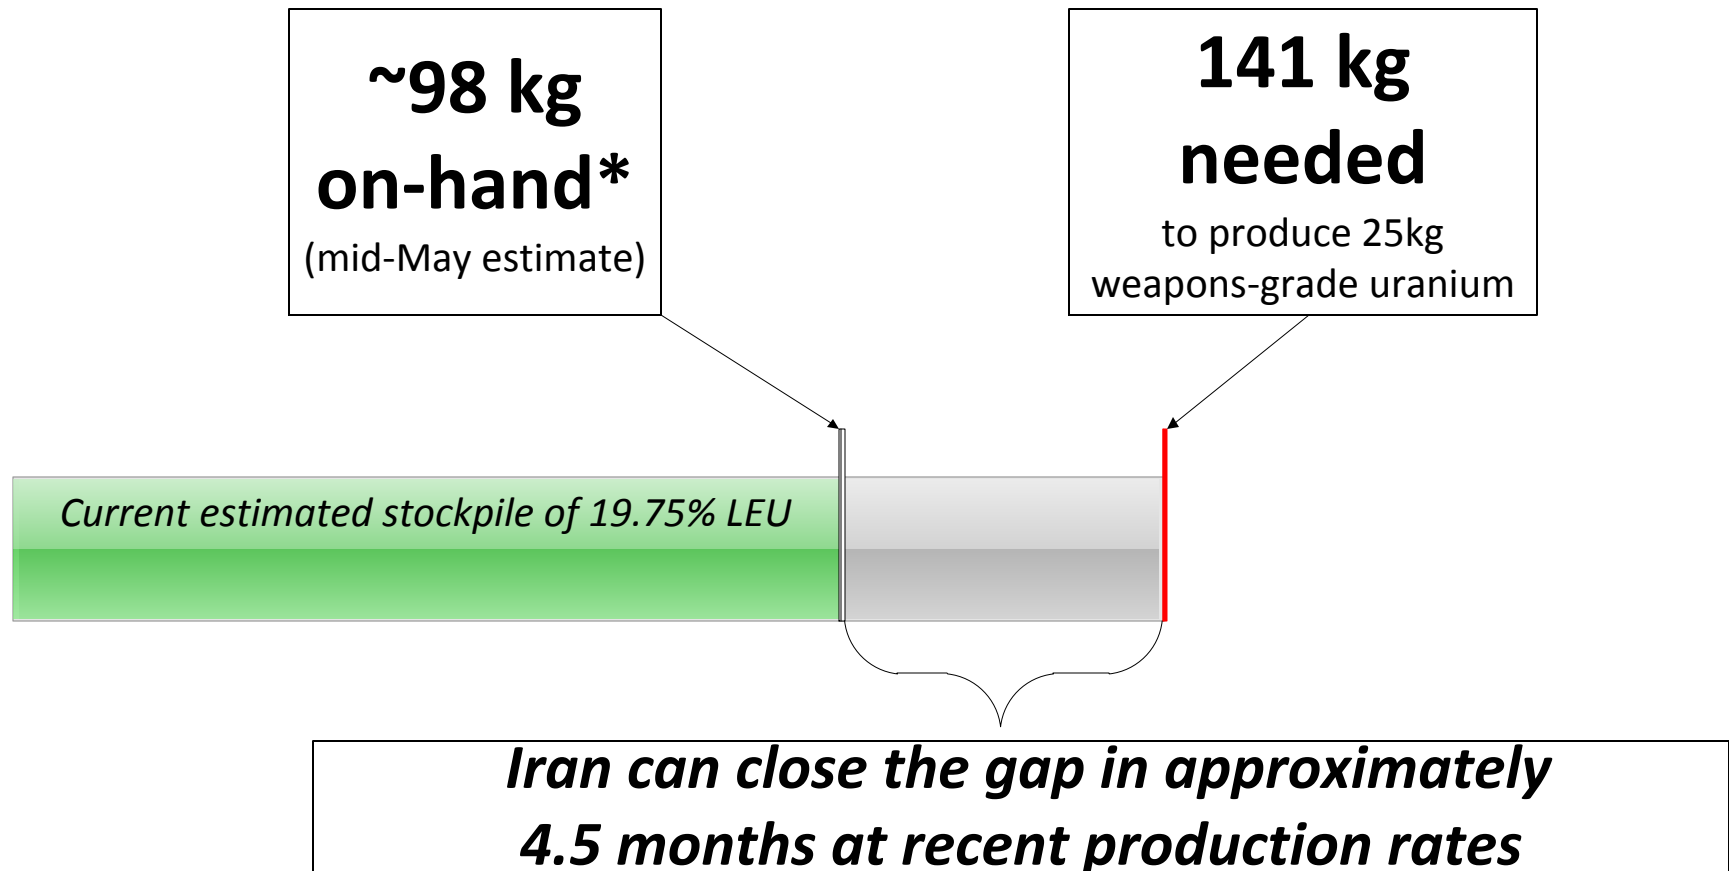 ~98 kg
on-hand*
(mid-May estimate)
141 kg
needed
to produce 25kg
weapons-grade uranium
Current estimated stockpile of 19.75% LEU
Iran can close the gap in approximately
4.5 months at recent production rates